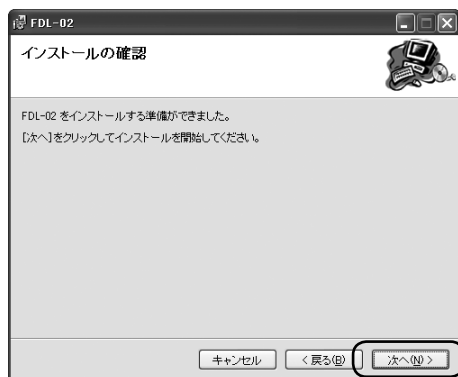 FDL-02
インストールの確認
FDL-02 をインストールする準備ができました。
[次へ]をクリックしてインストールを開始してください。
キャンセル
< 戻る(B)
次へ(N) >